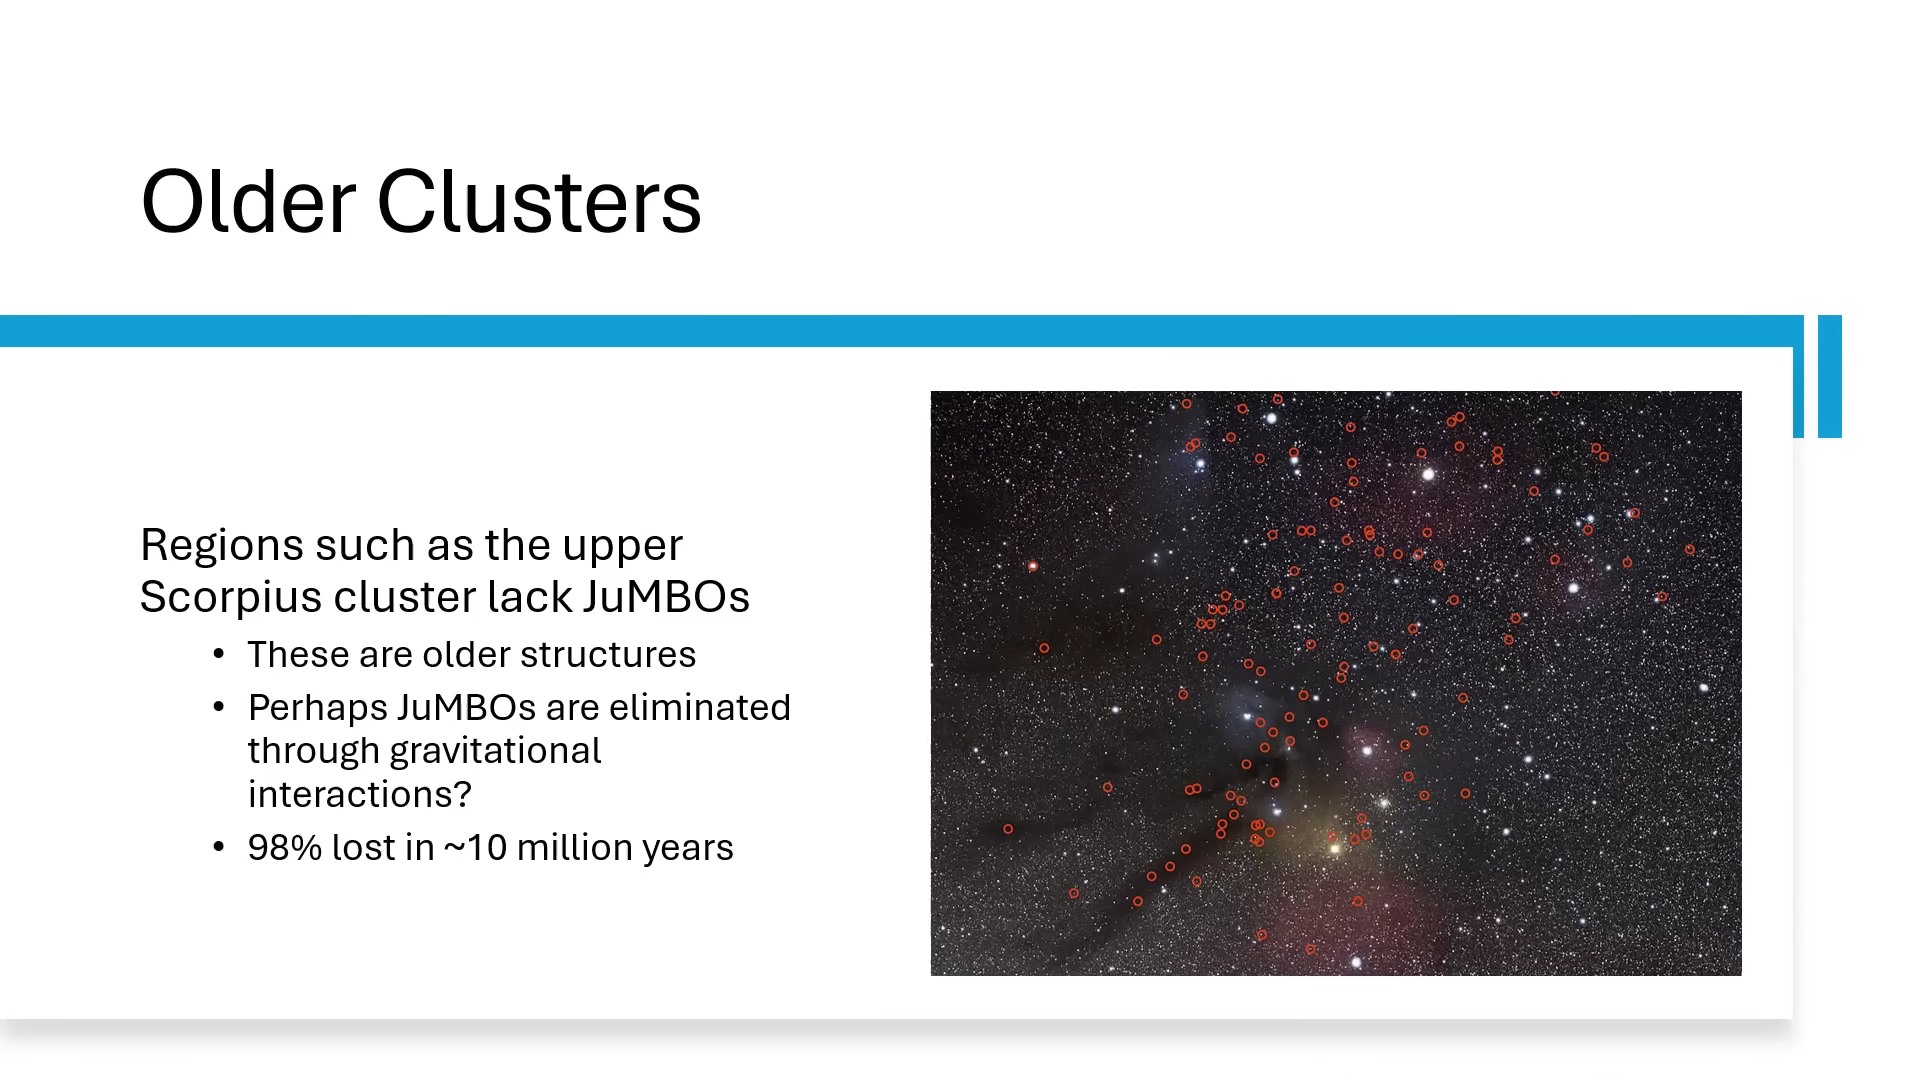 Older Clusters
Regions such as the upper
Scorpius cluster lack JuMBOs
• These are older structures
• Perhaps JuMBOs are eliminated
through gravitational
interactions?
• 98% lost in ~10 million years